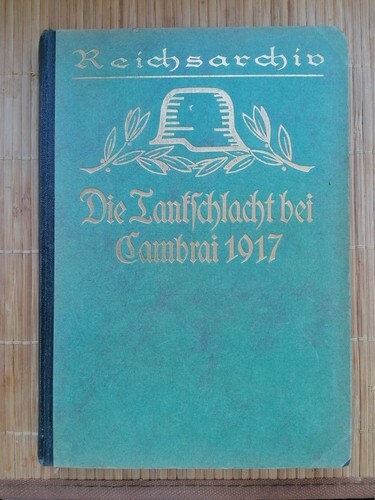 Reichsarchiv
Die Tankschlacht bei
Cambrai 1917